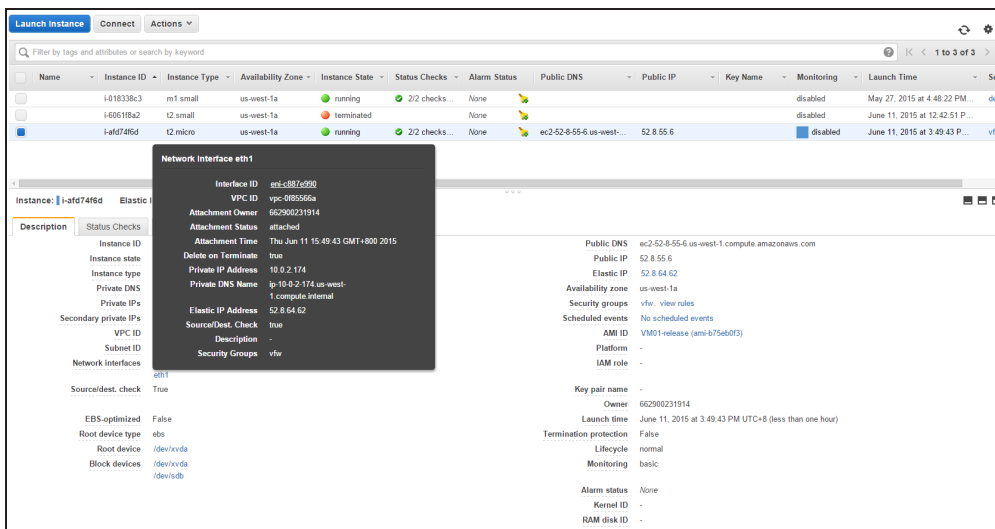 Launch Instance Connect Actions
Filter by tags and attributes or search by keyword 1 to 3 of 3
Name Instance ID Instance Type Availability Zone Instance State Status Checks Alarm Status Public DNS Public IP Key Name Monitoring Launch Time
i-018338c3 m1.small us-west-1a running 2/2 checks... None disabled May 27, 2015 at 4:48:22 PM...
i-6061f8a2 t2.small us-west-1a terminated None disabled June 11, 2015 at 12:42:51 P...
i-afd74f6d t2.micro us-west-1a running 2/2 checks... None ec2-52-8-55-6.us-west-... 52.8.55.6 disabled June 11, 2015 at 3:49:43 P...
Network Interface eth1
Interface ID eni-c887e990
VPC ID vpc-0f85566a
Attachment Owner 662900231914
Attachment Status attached
Attachment Time Thu Jun 11 15:49:43 GMT+800 2015
Delete on Terminate true
Private IP Address 10.0.2.174
Private DNS Name ip-10-0-2-174.us-west-
1.compute.internal
Elastic IP Address 52.8.64.62
Source/Dest. Check true
Description -
Security Groups vfw
Instance: i-afd74f6d Elastic
Description Status Checks
Instance ID
Instance state
Instance type
Private DNS
Private IPs
Secondary private IPs
VPC ID
Subnet ID
Network interfaces
eth1
Source/dest. check True
EBS-optimized False
Root device type ebs
Root device /dev/xvda
Block devices /dev/xvda
/dev/sdb
Public DNS ec2-52-8-55-6.us-west-1.compute.amazonaws.com
Public IP 52.8.55.6
Elastic IP 52.8.64.62
Availability zone us-west-1a
Security groups vfw. view rules
Scheduled events No scheduled events
AMI ID VM01-release (ami-b75eb0f3)
Platform -
IAM role -
Key pair name -
Owner 662900231914
Launch time June 11, 2015 at 3:49:43 PM UTC+8 (less than one hour)
Termination protection False
Lifecycle normal
Monitoring basic
Alarm status None
Kernel ID -
RAM disk ID -